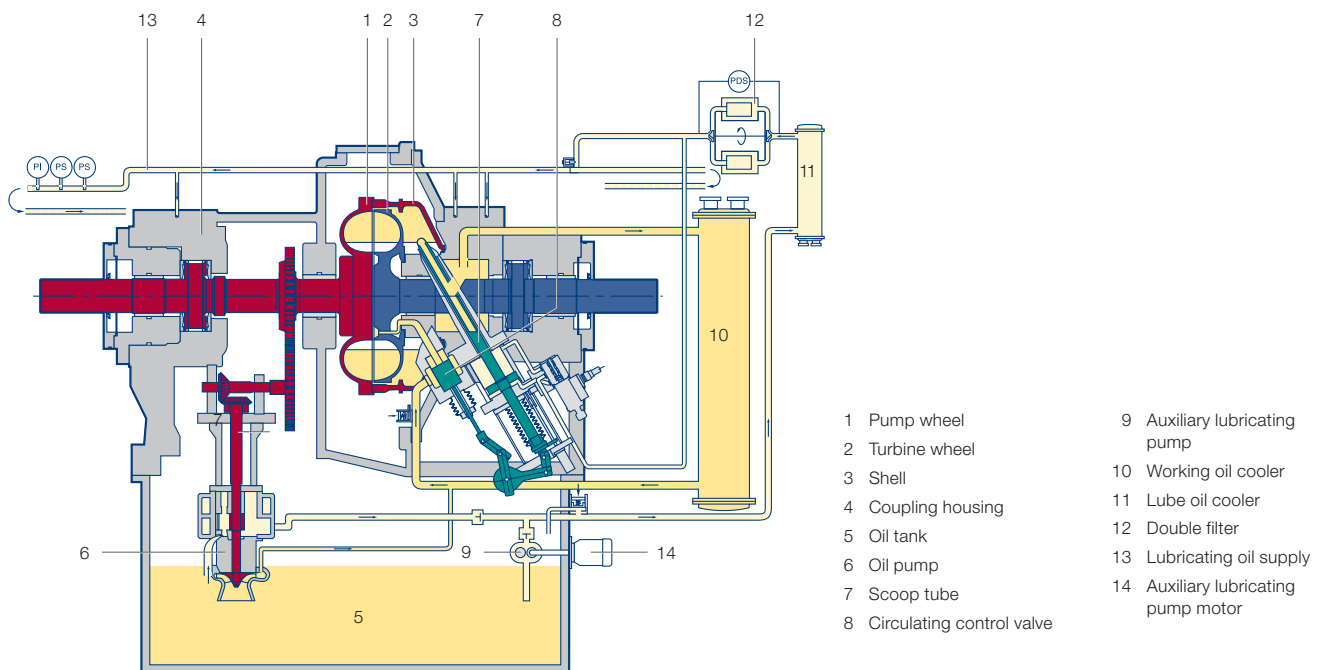 13 4 1 2 3 7 8 12
PDS
PI PS PS
11
10
7
6
9
14
5
1 Pump wheel
2 Turbine wheel
3 Shell
4 Coupling housing
5 Oil tank
6 Oil pump
7 Scoop tube
8 Circulating control valve
9 Auxiliary lubricating
pump
10 Working oil cooler
11 Lube oil cooler
12 Double filter
13 Lubricating oil supply
14 Auxiliary lubricating
pump motor